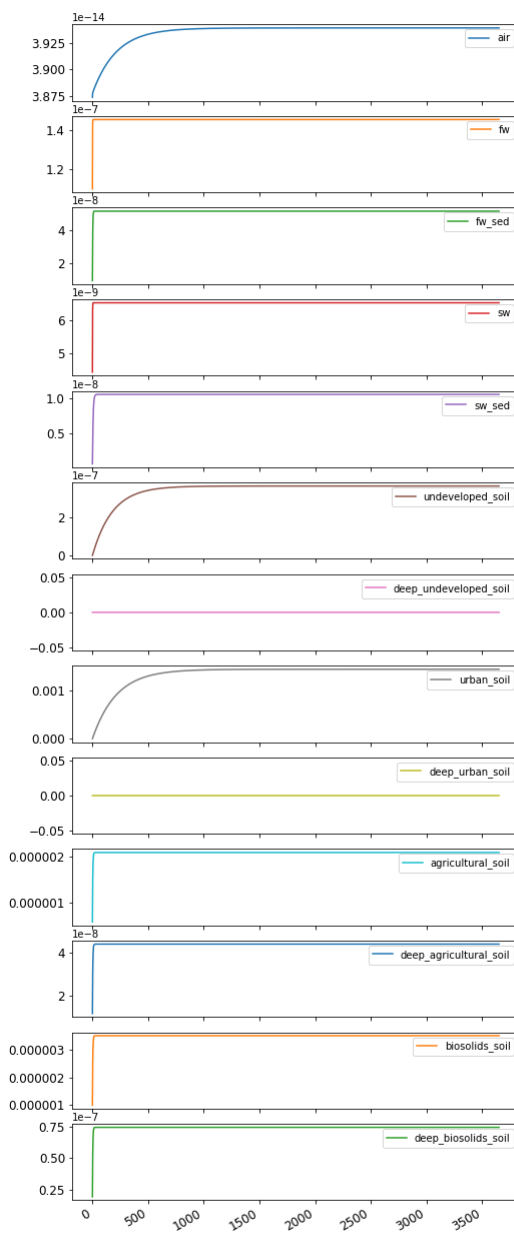 1e−14
3.925
3.900
3.875
air
1e−7
1.4
1.2
fw
1e−8
4
2
fw_sed
1e−9
6
5
sw
1e−8
1.0
0.5
sw_sed
1e−7
2
0
undeveloped_soil
0.05
0.00
−0.05
deep_undeveloped_soil
0.001
0.000
urban_soil
0.05
0.00
−0.05
deep_urban_soil
0.000002
0.000001
agricultural_soil
1e−8
4
2
deep_agricultural_soil
0.000003
0.000002
0.000001
biosolids_soil
1e−7
0.75
0.50
0.25
deep_biosolids_soil
0 500 1000 1500 2000 2500 3000 3500